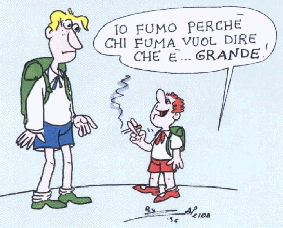 IO FUMO PERCHÉ
CHI FUMA VUOL DIRE
CHE È... GRANDE!